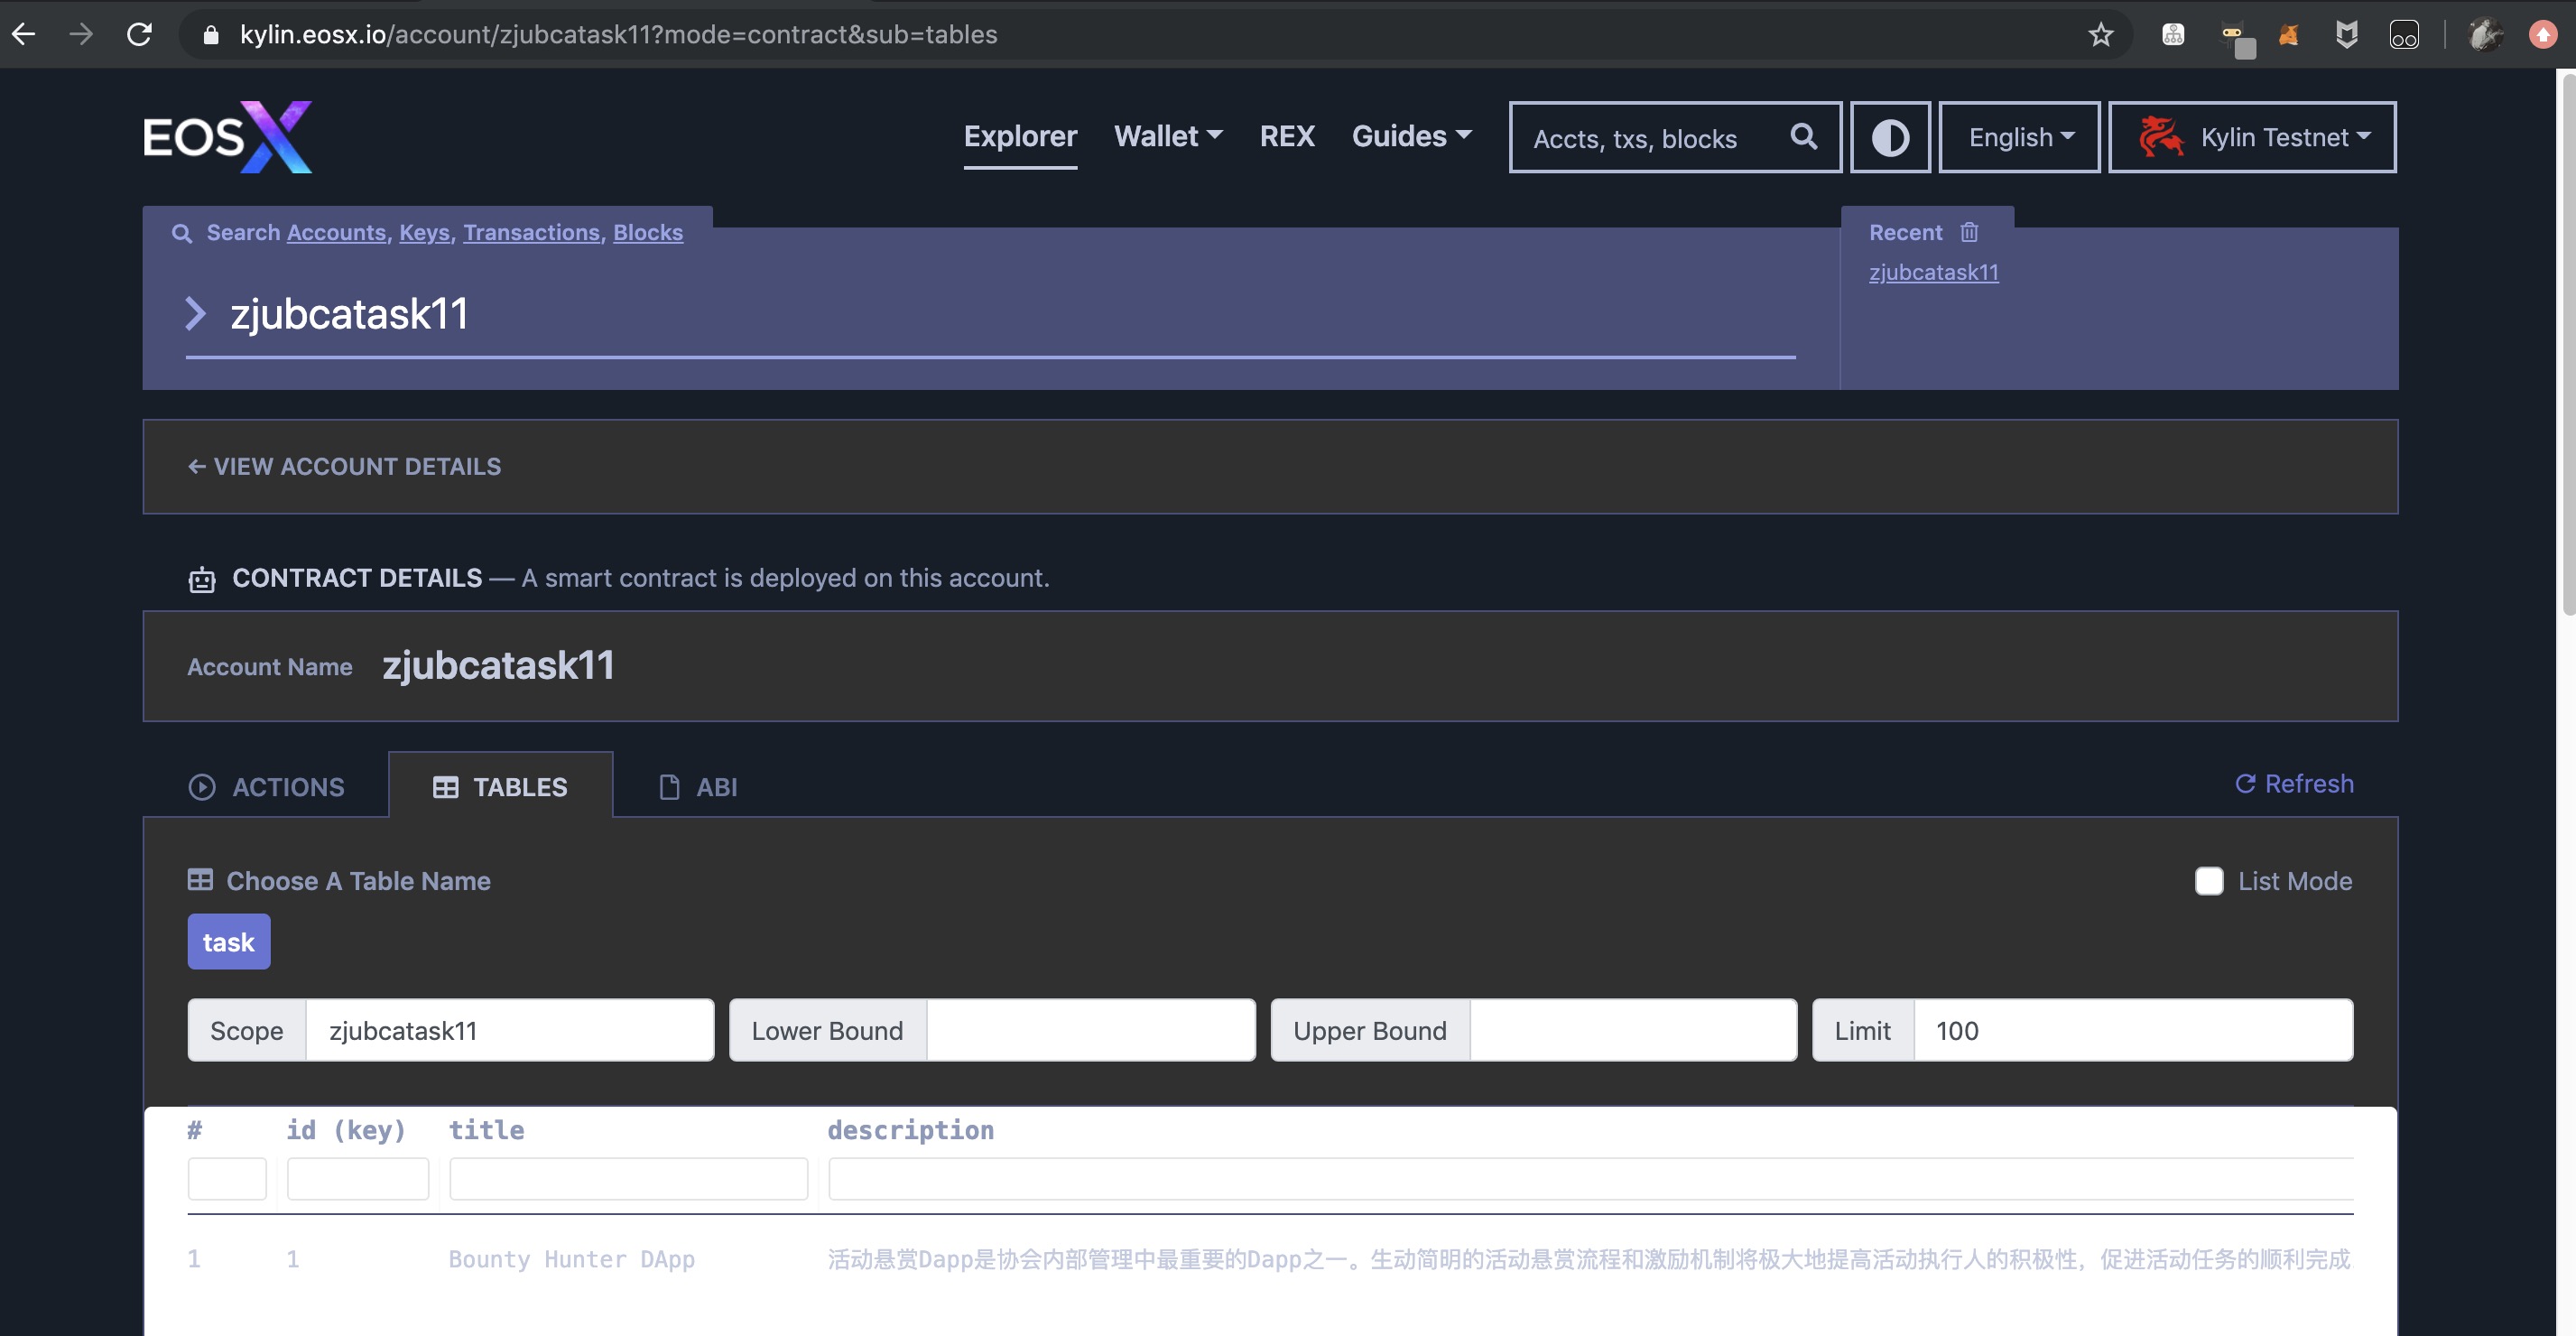 kylin.eosx.io/account/zjubcatask11?mode=contract&sub=tables
EOSX
Explorer
Wallet
REX
Guides
Accts, txs, blocks
English
Kylin Testnet
Search Accounts, Keys, Transactions, Blocks
Recent
zjubcatask11
zjubcatask11
← VIEW ACCOUNT DETAILS
CONTRACT DETAILS — A smart contract is deployed on this account.
Account Name zjubcatask11
ACTIONS
TABLES
ABI
Refresh
Choose A Table Name
List Mode
task
Scope zjubcatask11
Lower Bound
Upper Bound
Limit 100
# id (key) title description
1 1 Bounty Hunter DApp 活动悬赏Dapp是协会内部管理中最重要的Dapp之一。生动简明的活动悬赏流程和激励机制将极大地提高活动执行人的积极性，促进活动任务的顺利完成